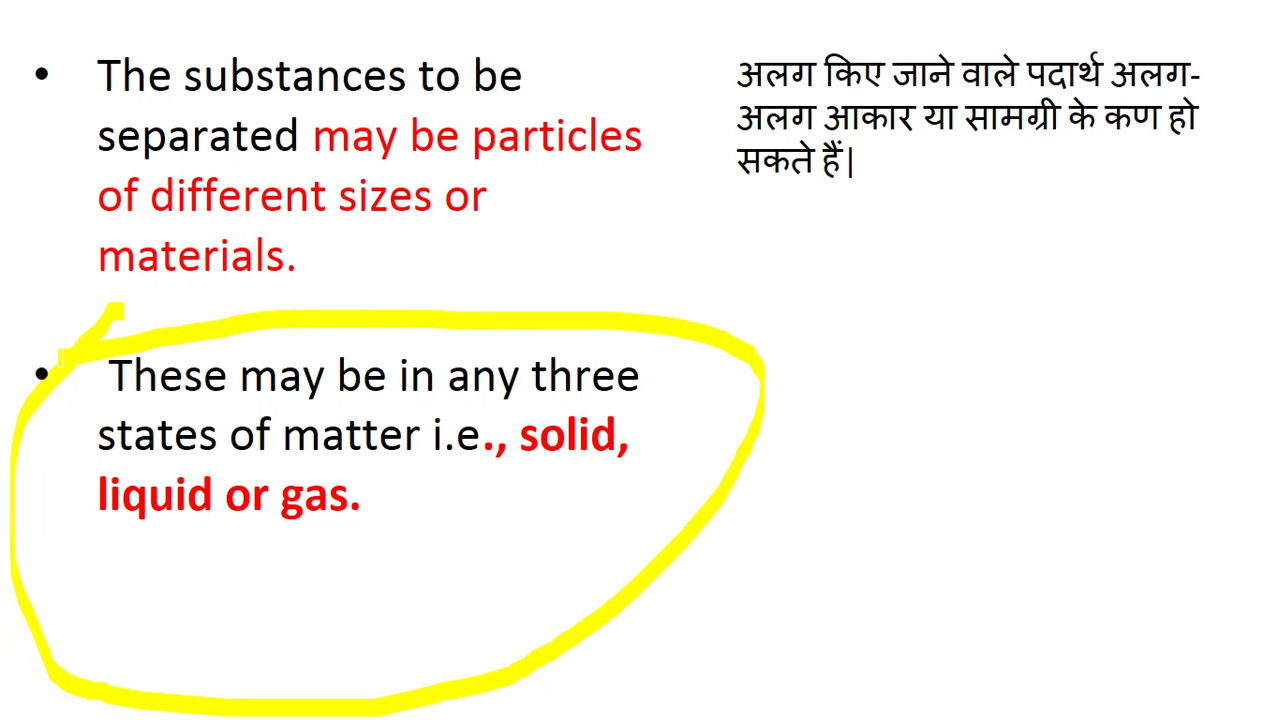 • The substances to be
separated may be particles
of different sizes or
materials.
• These may be in any three
states of matter i.e., solid,
liquid or gas.
अलग किए जाने वाले पदार्थ अलग-
अलग आकार या सामग्री के कण हो
सकते हैं|